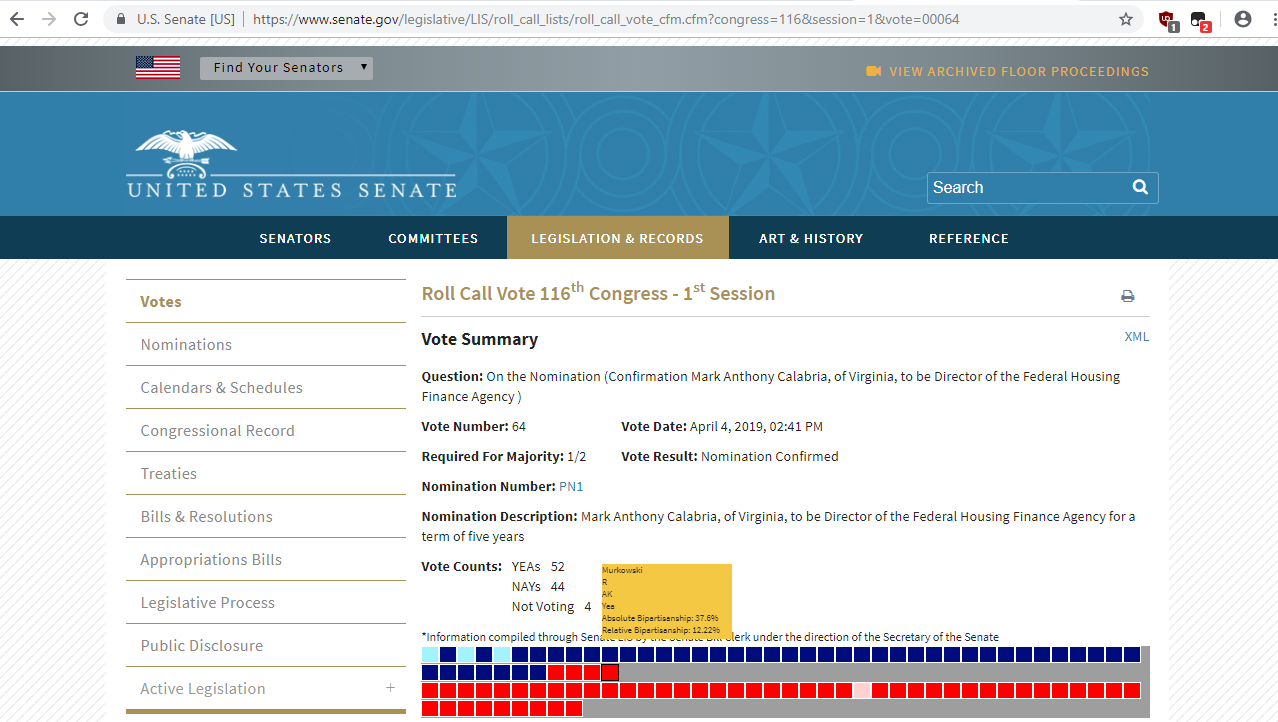 U.S. Senate [US] | https://www.senate.gov/legislative/LIS/roll_call_lists/roll_call_vote_cfm.cfm?congress=116&session=1&vote=00064
1
2
Find Your Senators
VIEW ARCHIVED FLOOR PROCEEDINGS
UNITED STATES SENATE
Search
SENATORS COMMITTEES LEGISLATION & RECORDS ART & HISTORY REFERENCE
Votes
Nominations
Calendars & Schedules
Congressional Record
Treaties
Bills & Resolutions
Appropriations Bills
Legislative Process
Public Disclosure
Active Legislation +
Roll Call Vote 116th Congress - 1st Session
Vote Summary
XML
Question: On the Nomination (Confirmation Mark Anthony Calabria, of Virginia, to be Director of the Federal Housing
Finance Agency )
Vote Number: 64 Vote Date: April 4, 2019, 02:41 PM
Required For Majority: 1/2 Vote Result: Nomination Confirmed
Nomination Number: PN1
Nomination Description: Mark Anthony Calabria, of Virginia, to be Director of the Federal Housing Finance Agency for a
term of five years
Vote Counts: YEAs 52
NAYs 44
Not Voting 4
Murkowski
R
AK
Yea
Absolute Bipartisanship: 37.6%
Relative Bipartisanship: 12.22%
*Information compiled through Senate LIS by the Senate Bill Clerk under the direction of the Secretary of the Senate